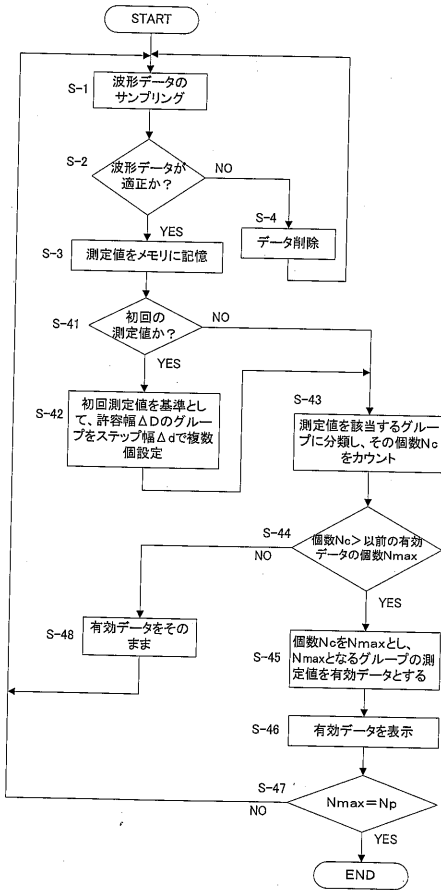 START
S-1
波形データの
サンプリング
S-2
波形データが
適正か？
NO
YES
S-4
データ削除
S-3
測定値をメモリに記憶
S-41
初回の
測定値か？
NO
YES
S-42
初回測定値を基準とし
て、許容幅ΔDのグルー
プをステップ幅Δdで複数
個設定
S-43
測定値を該当するグルー
プに分類し、その個数Nc
をカウント
S-44
個数Nc＞以前の有効
データの個数Nmax
NO
YES
S-48
有効データをその
まま
S-45
個数NcをNmaxとし、
Nmaxとなるグループの測
定値を有効データとする
S-46
有効データを表示
S-47
Nmax＝Np
NO
YES
END